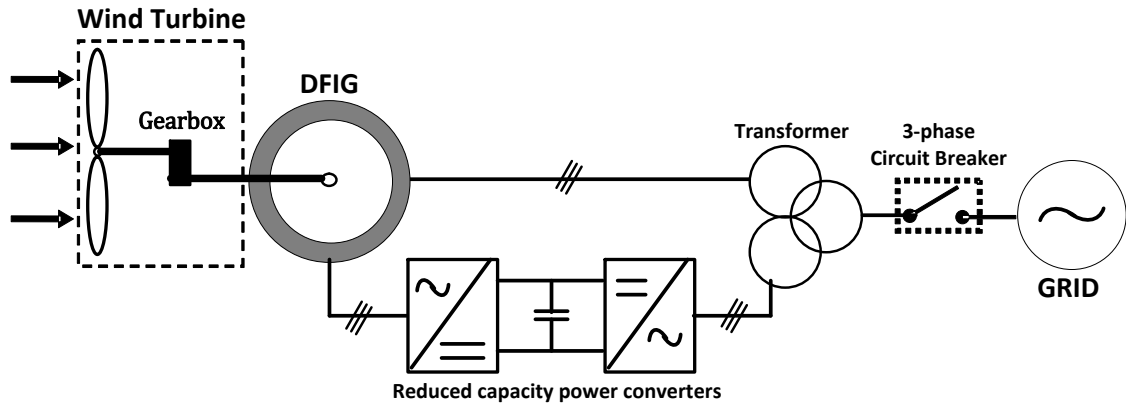 Wind Turbine
DFIG
Gearbox
Transformer
3-phase
Circuit Breaker
GRID
Reduced capacity power converters